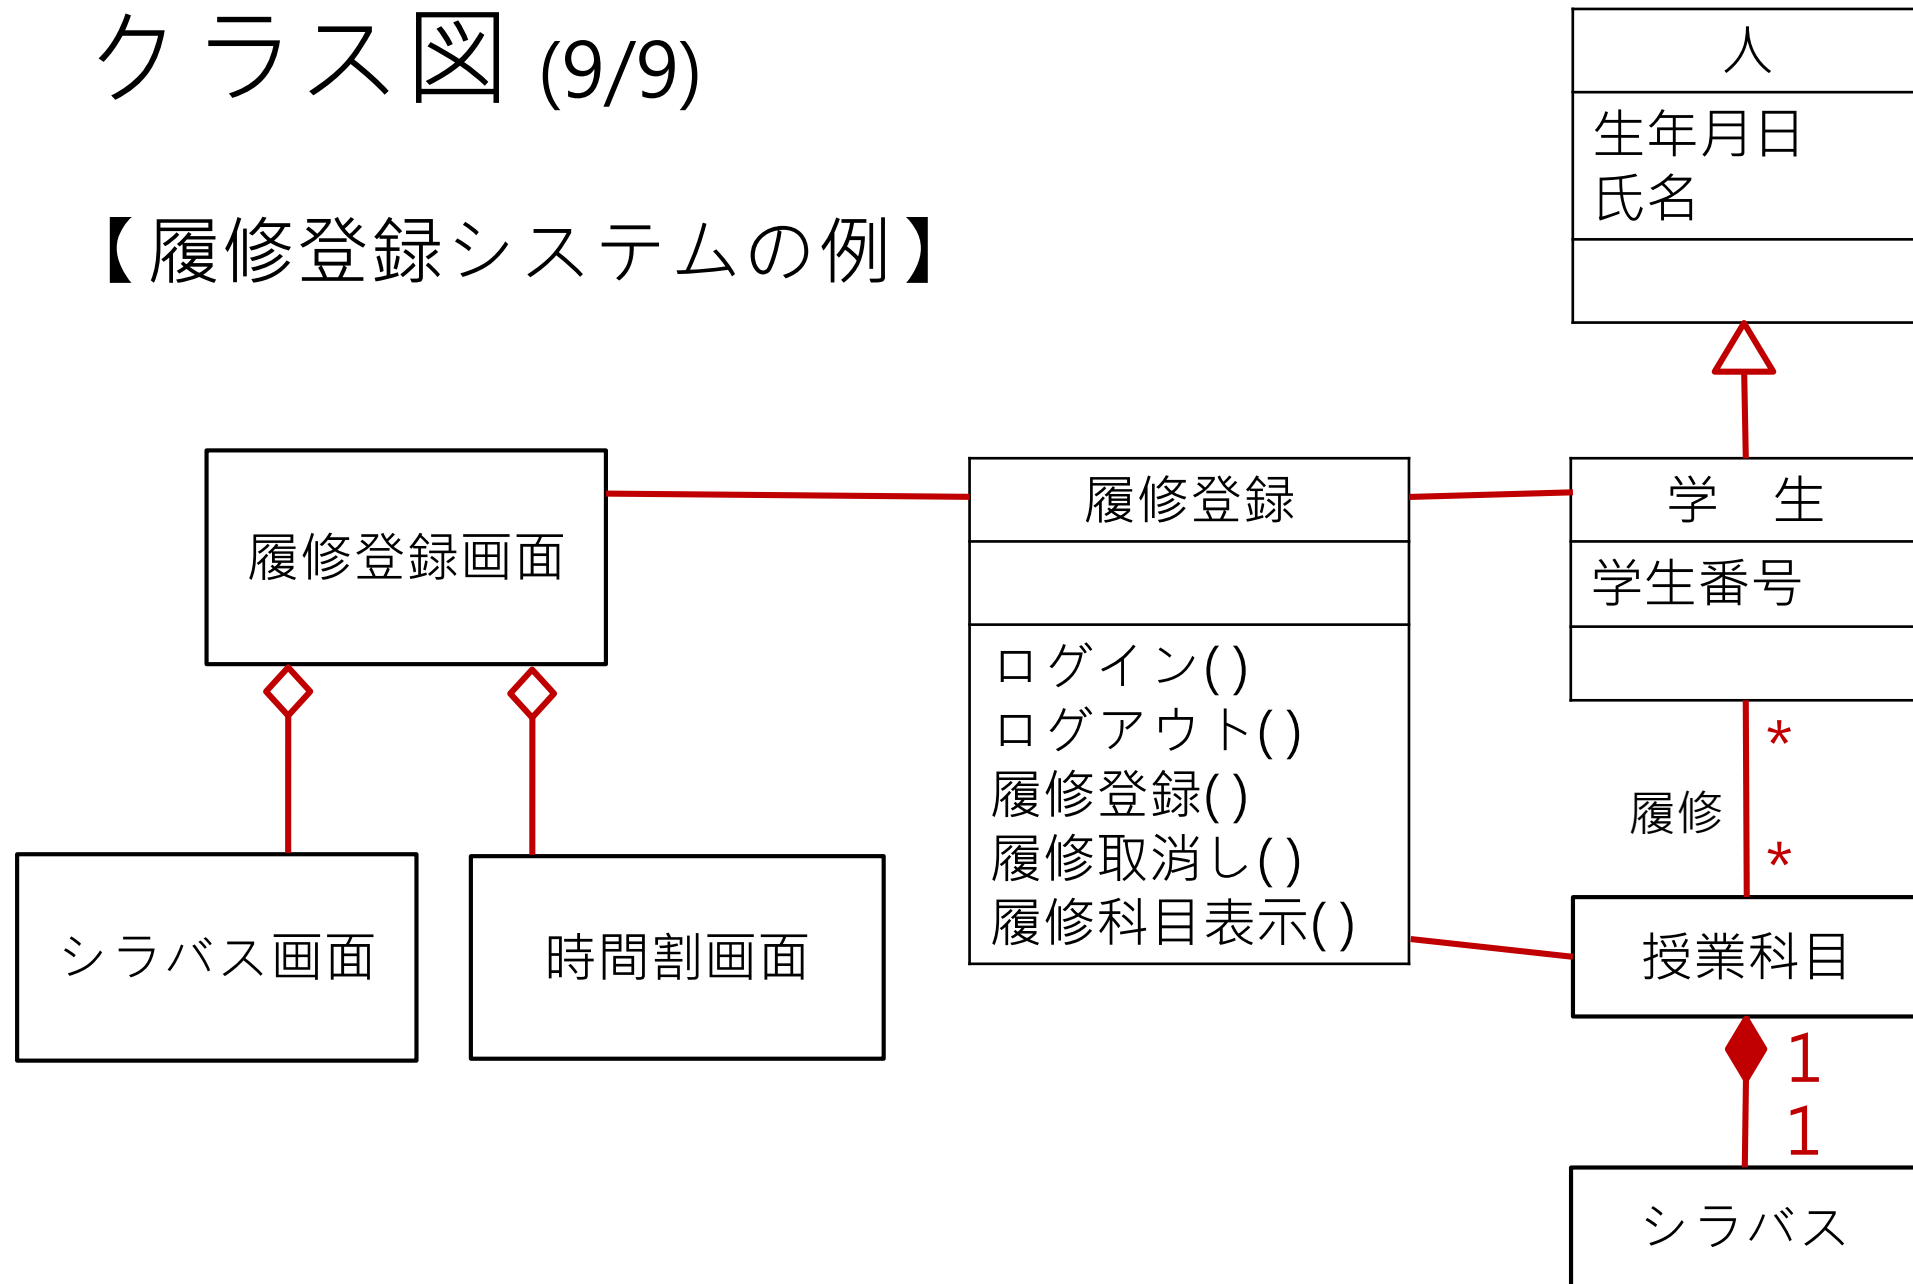 クラス図 (9/9)
【履修登録システムの例】
人
生年月日
氏名
履修登録画面
履修登録
ログイン()
ログアウト()
履修登録()
履修取消し()
履修科目表示()
学　生
学生番号
*
履修
*
シラバス画面
時間割画面
授業科目
1
1
シラバス